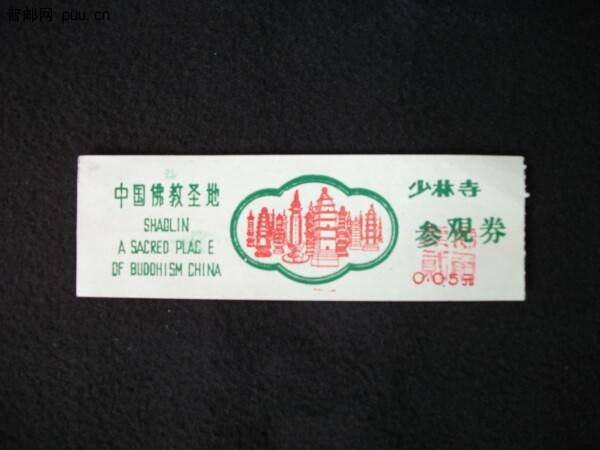 普邮网 puu.cn
中国佛教圣地
SHAOLIN
A SACRED PLAC E
OF BUDDHISM CHINA
少林寺
参观券
0.05元